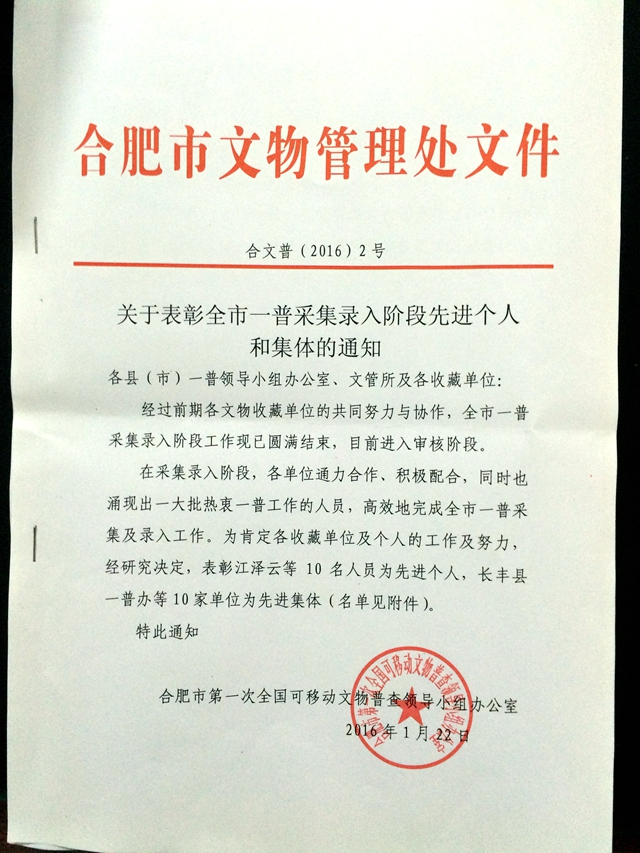 合肥市文物管理处文件
合文普（2016）2号
关于表彰全市一普采集录入阶段先进个人
和集体的通知
各县（市）一普领导小组办公室、文管所及各收藏单位：
经过前期各文物收藏单位的共同努力与协作，全市一普
采集录入阶段工作现已圆满结束，目前进入审核阶段。
在采集录入阶段，各单位通力合作、积极配合，同时也
涌现出一大批热衷一普工作的人员，高效地完成全市一普采
集及录入工作。为肯定各收藏单位及个人的工作及努力，
经研究决定，表彰江泽云等 10 名人员为先进个人，长丰县
一普办等 10 家单位为先进集体（名单见附件）。
特此通知
合肥市第一次全国可移动文物普查领导小组办公室
2016 年 1 月 22 日